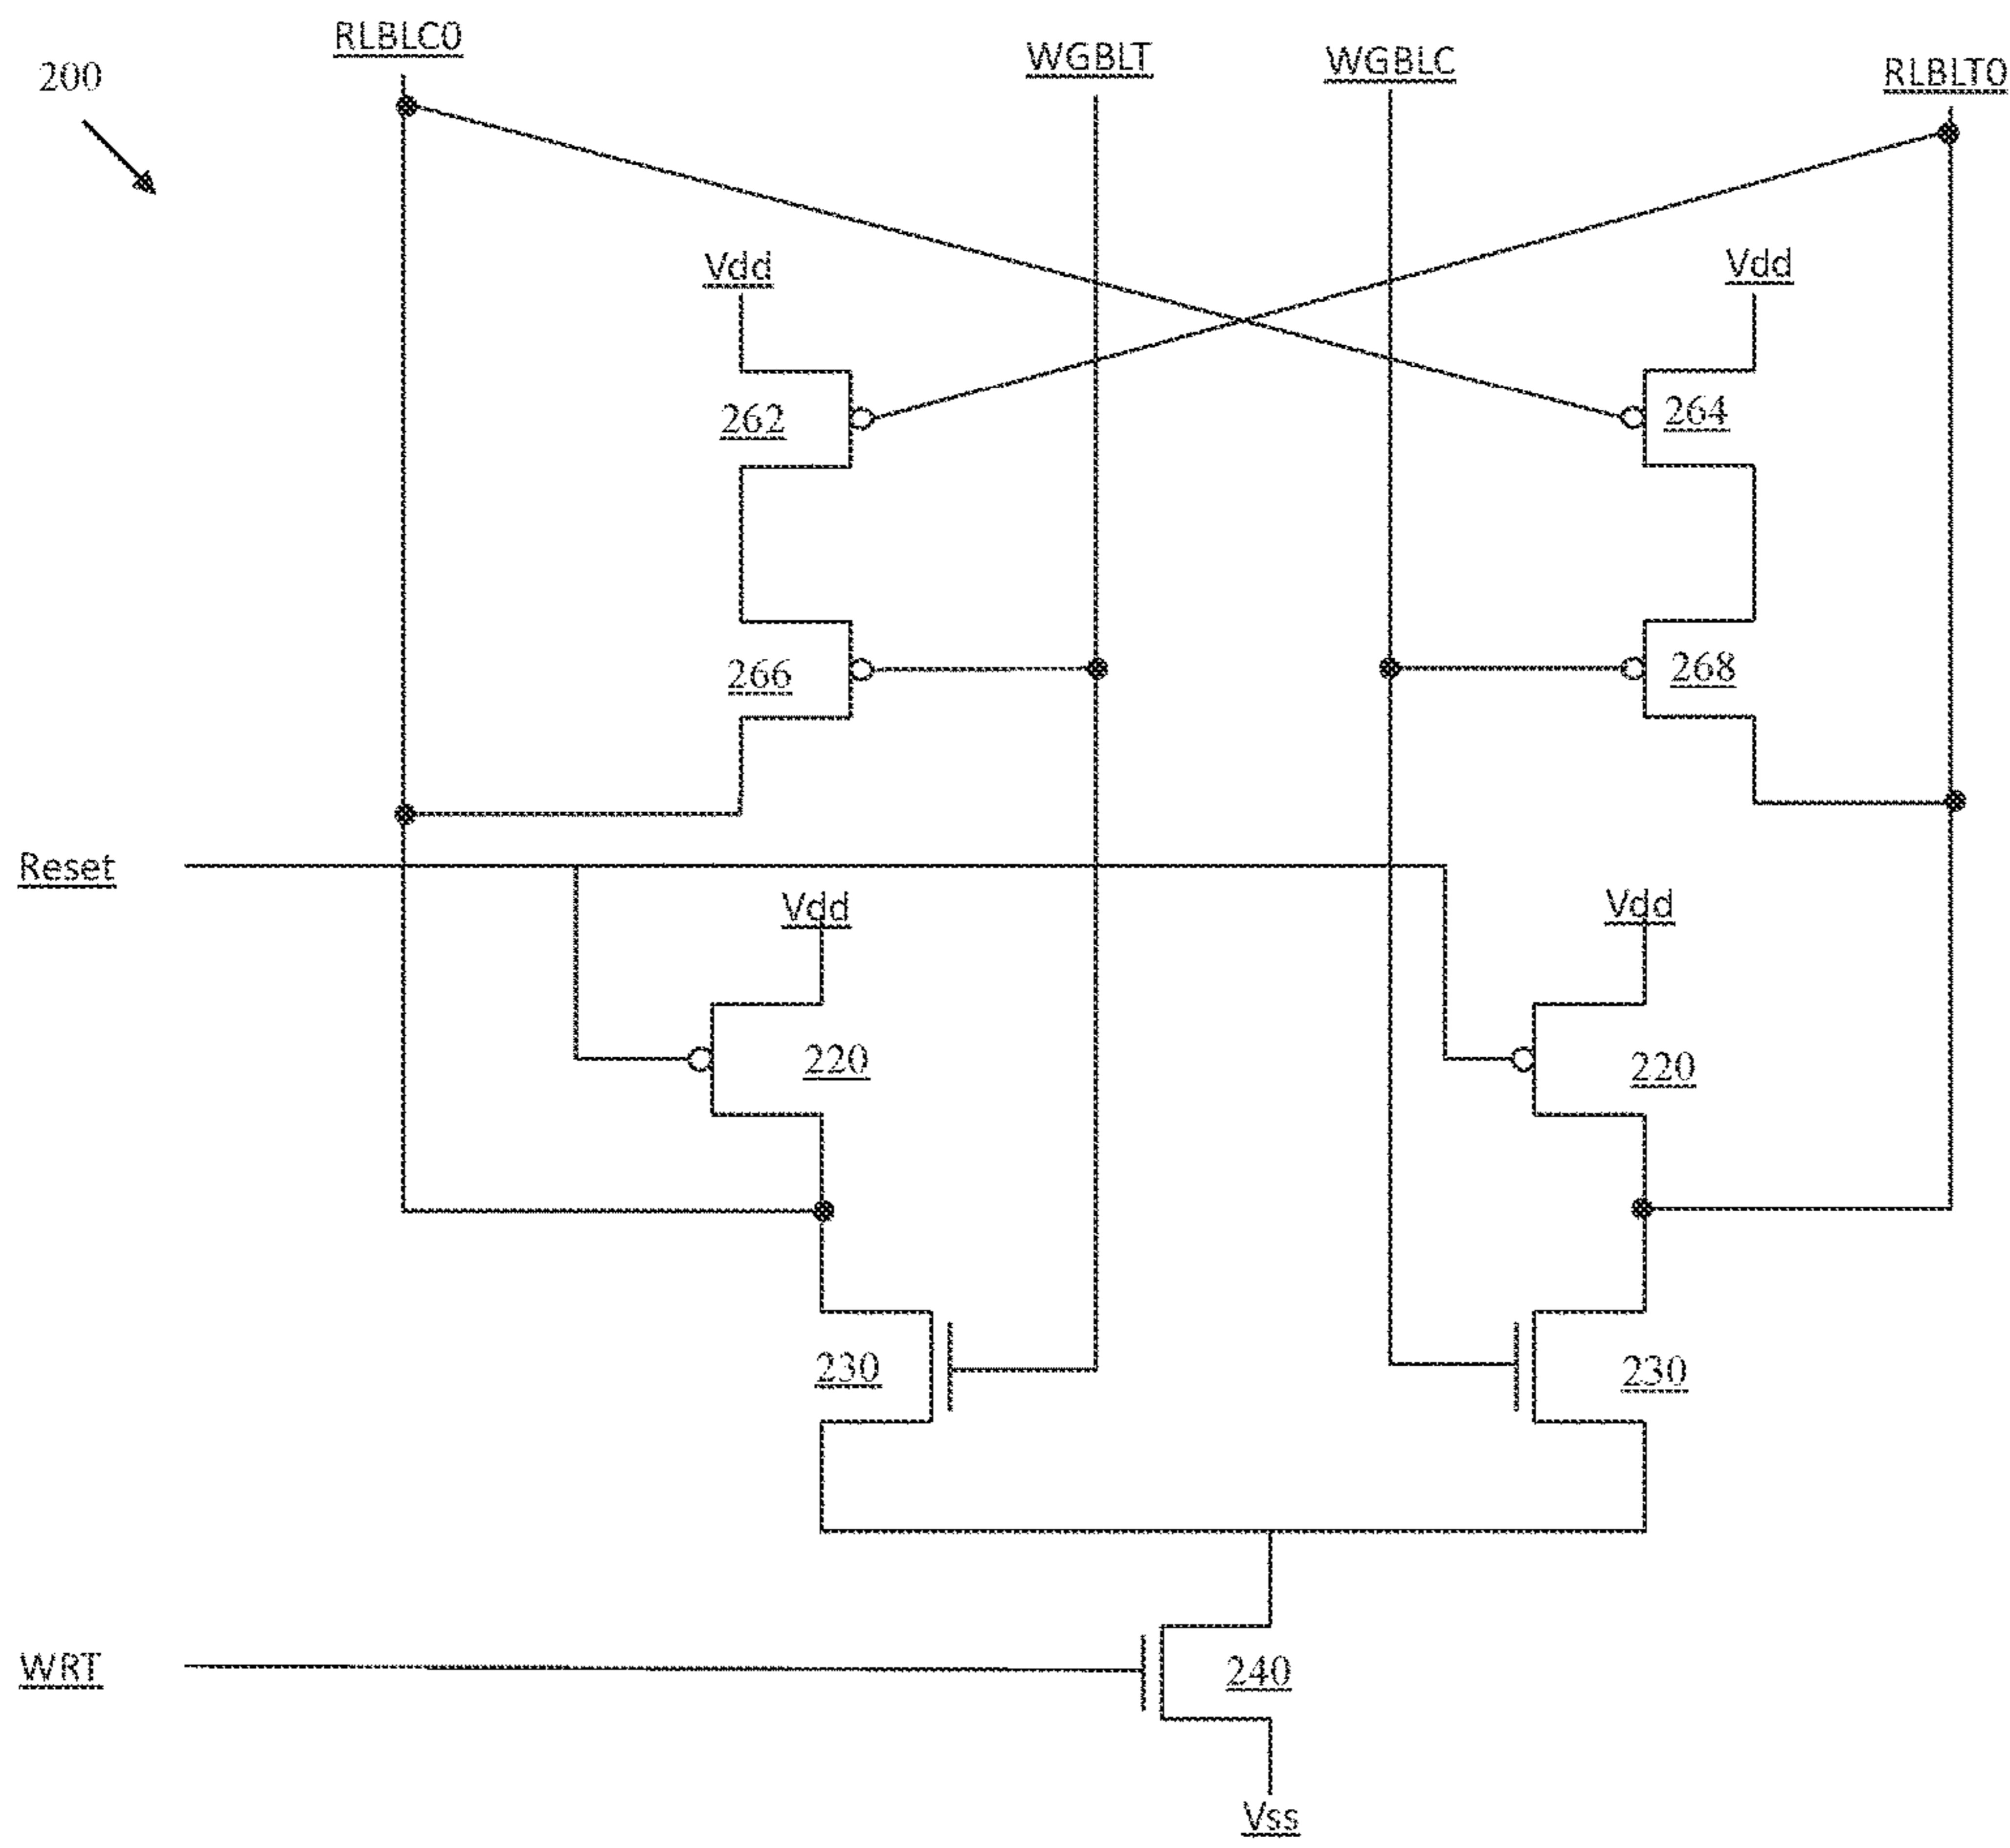 RLBLC0
WGBLT
WGBLC
RLBLT0
200
Vdd
Vdd
262
264
266
268
Reset
Vdd
Vdd
220
220
230
230
WRT
240
Vss